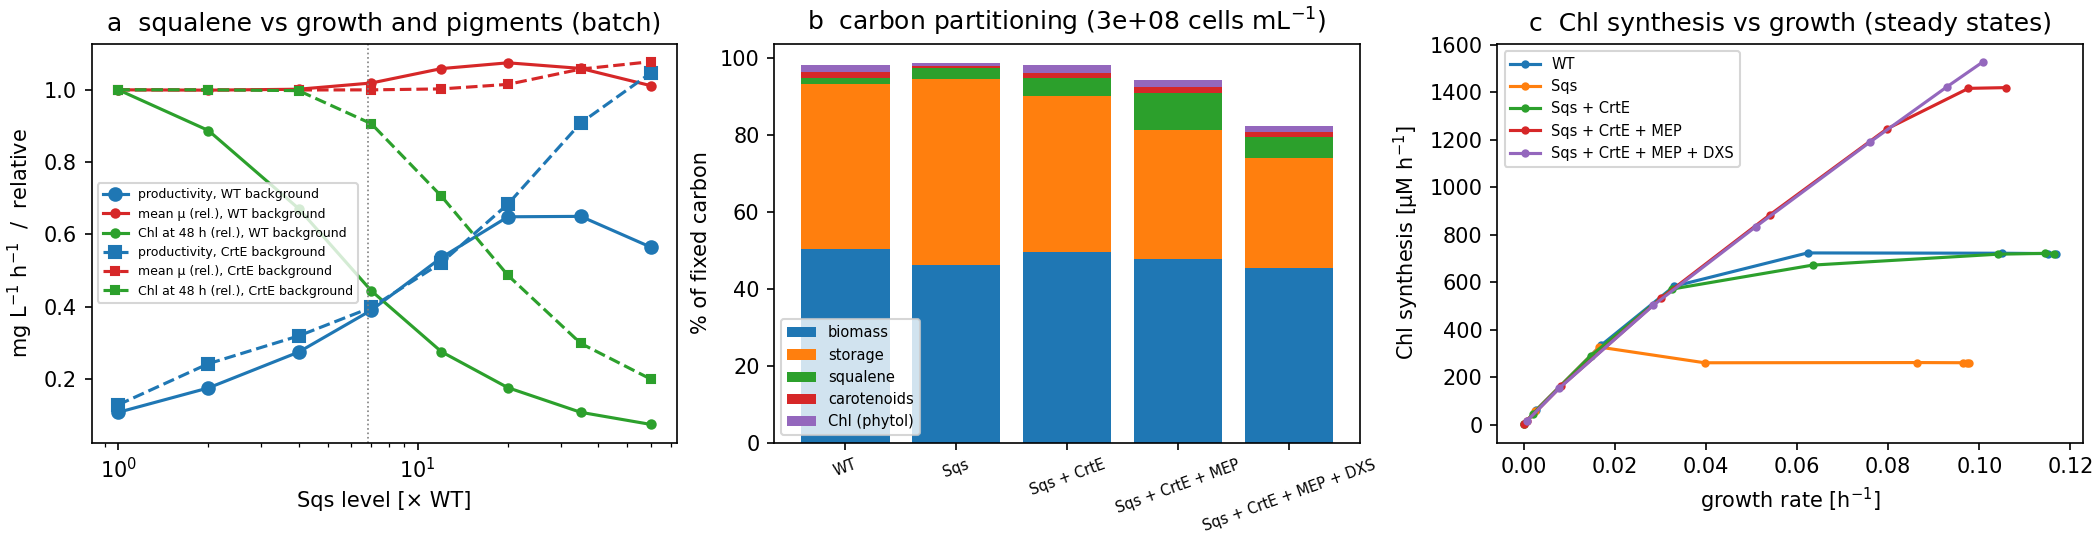 a  squalene vs growth and pigments (batch)
mg L⁻¹ h⁻¹  /  relative
1.0
0.8
0.6
0.4
0.2
productivity, WT background
mean μ (rel.), WT background
Chl at 48 h (rel.), WT background
productivity, CrtE background
mean μ (rel.), CrtE background
Chl at 48 h (rel.), CrtE background
10⁰
10¹
Sqs level [× WT]
b  carbon partitioning (3e+08 cells mL⁻¹)
% of fixed carbon
100
80
60
40
20
0
biomass
storage
squalene
carotenoids
Chl (phytol)
WT
Sqs
Sqs + CrtE
Sqs + CrtE + MEP
Sqs + CrtE + MEP + DXS
c  Chl synthesis vs growth (steady states)
Chl synthesis [μM h⁻¹]
1600
1400
1200
1000
800
600
400
200
0
WT
Sqs
Sqs + CrtE
Sqs + CrtE + MEP
Sqs + CrtE + MEP + DXS
0.00
0.02
0.04
0.06
0.08
0.10
0.12
growth rate [h⁻¹]